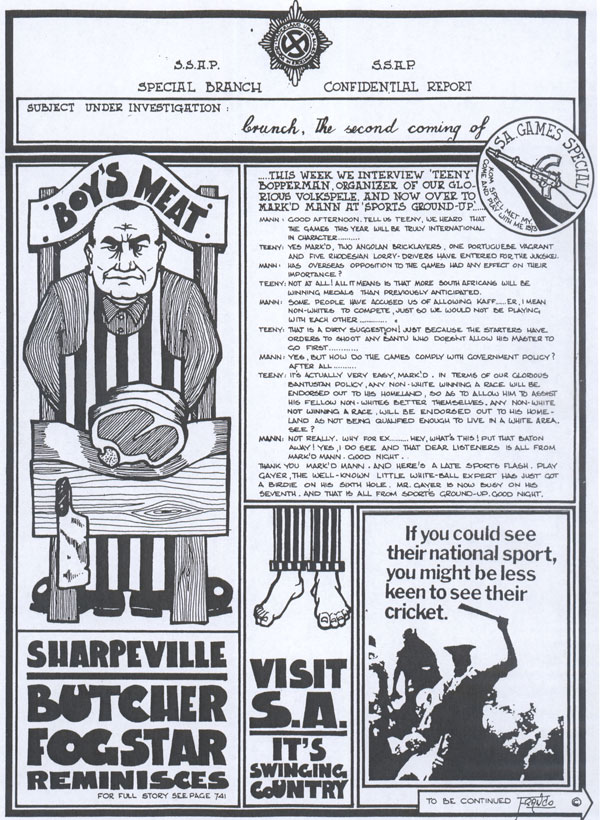 S.S.A.P.
S.S.A.P.
SPECIAL BRANCH
CONFIDENTIAL REPORT
SUBJECT UNDER INVESTIGATION :
brunch, the second coming of
S.A. GAMES SPECIAL
KOM SPEEL MET MY
COME AND PLAY WITH ME 1973
BOY'S MEAT
.....THIS WEEK WE INTERVIEW 'TEENY'
BOPPERMAN, ORGANIZER OF OUR GLO-
RIOUS VOLKSPELE. AND NOW OVER TO
MARK'D MANN AT 'SPORTS GROUND-UP'.....
MANN : GOOD AFTERNOON. TELL US TEENY, WE HEARD THAT
THE GAMES THIS YEAR WILL BE TRULY INTERNATIONAL
IN CHARACTER..........
TEENY: YES MARK'D, TWO ANGOLAN BRICKLAYERS, ONE PORTUGUESE VAGRANT
AND FIVE RHODESIAN LORRY-DRIVERS HAVE ENTERED FOR THE JUKSKEI.
MANN : HAS OVERSEAS OPPOSITION TO THE GAMES HAD ANY EFFECT ON THEIR
IMPORTANCE?
TEENY: NOT AT ALL! ALL IT MEANS IS THAT MORE SOUTH AFRICANS WILL BE
WINNING MEDALS THAN PREVIOUSLY ANTICIPATED.
MANN : SOME PEOPLE HAVE ACCUSED US OF ALLOWING KAFF.....ER, I MEAN
NON-WHITES TO COMPETE, JUST SO WE WOULD NOT BE PLAYING
WITH EACH OTHER ............
TEENY: THAT IS A DIRTY SUGGESTION! JUST BECAUSE THE STARTERS HAVE
ORDERS TO SHOOT ANY BANTU WHO DOESN'T ALLOW HIS MASTER TO
GO FIRST...........
MANN : YES, BUT HOW DO THE GAMES COMPLY WITH GOVERNMENT POLICY?
AFTER ALL..........
TEENY: IT'S ACTUALLY VERY EASY, MARK'D. IN TERMS OF OUR GLORIOUS
BANTUSTAN POLICY, ANY NON-WHITE WINNING A RACE WILL BE
ENDORSED OUT TO HIS HOMELAND, SO AS TO ALLOW HIM TO ASSIST
HIS FELLOW NON-WHITES BETTER THEMSELVES. ANY NON-WHITE
NOT WINNING A RACE, WILL BE ENDORSED OUT TO HIS HOME-
LAND AS NOT BEING QUALIFIED ENOUGH TO LIVE IN A WHITE AREA.
SEE?
MANN: NOT REALLY. WHY FOR EX........ HEY, WHAT'S THIS! PUT THAT BATON
AWAY! YES, I DO SEE AND THAT DEAR LISTENERS IS ALL FROM
MARK'D MANN. GOOD NIGHT.
THANK YOU MARK'D MANN. AND HERE'S A LATE SPORTS FLASH. PLAY
GAYER, THE WELL-KNOWN LITTLE WHITE-BALL EXPERT HAS JUST GOT
A BIRDIE ON HIS SIXTH HOLE. MR. GAYER IS NOW BUSY ON HIS
SEVENTH. AND THAT IS ALL FROM SPORTS GROUND-UP. GOOD NIGHT.
SHARPEVILLE
BUTCHER
FOGSTAR
REMINISCES
FOR FULL STORY SEE PAGE 741
VISIT
S.A.
IT'S
SWINGING
COUNTRY
If you could see
their national sport,
you might be less
keen to see their
cricket.
TO BE CONTINUED
©